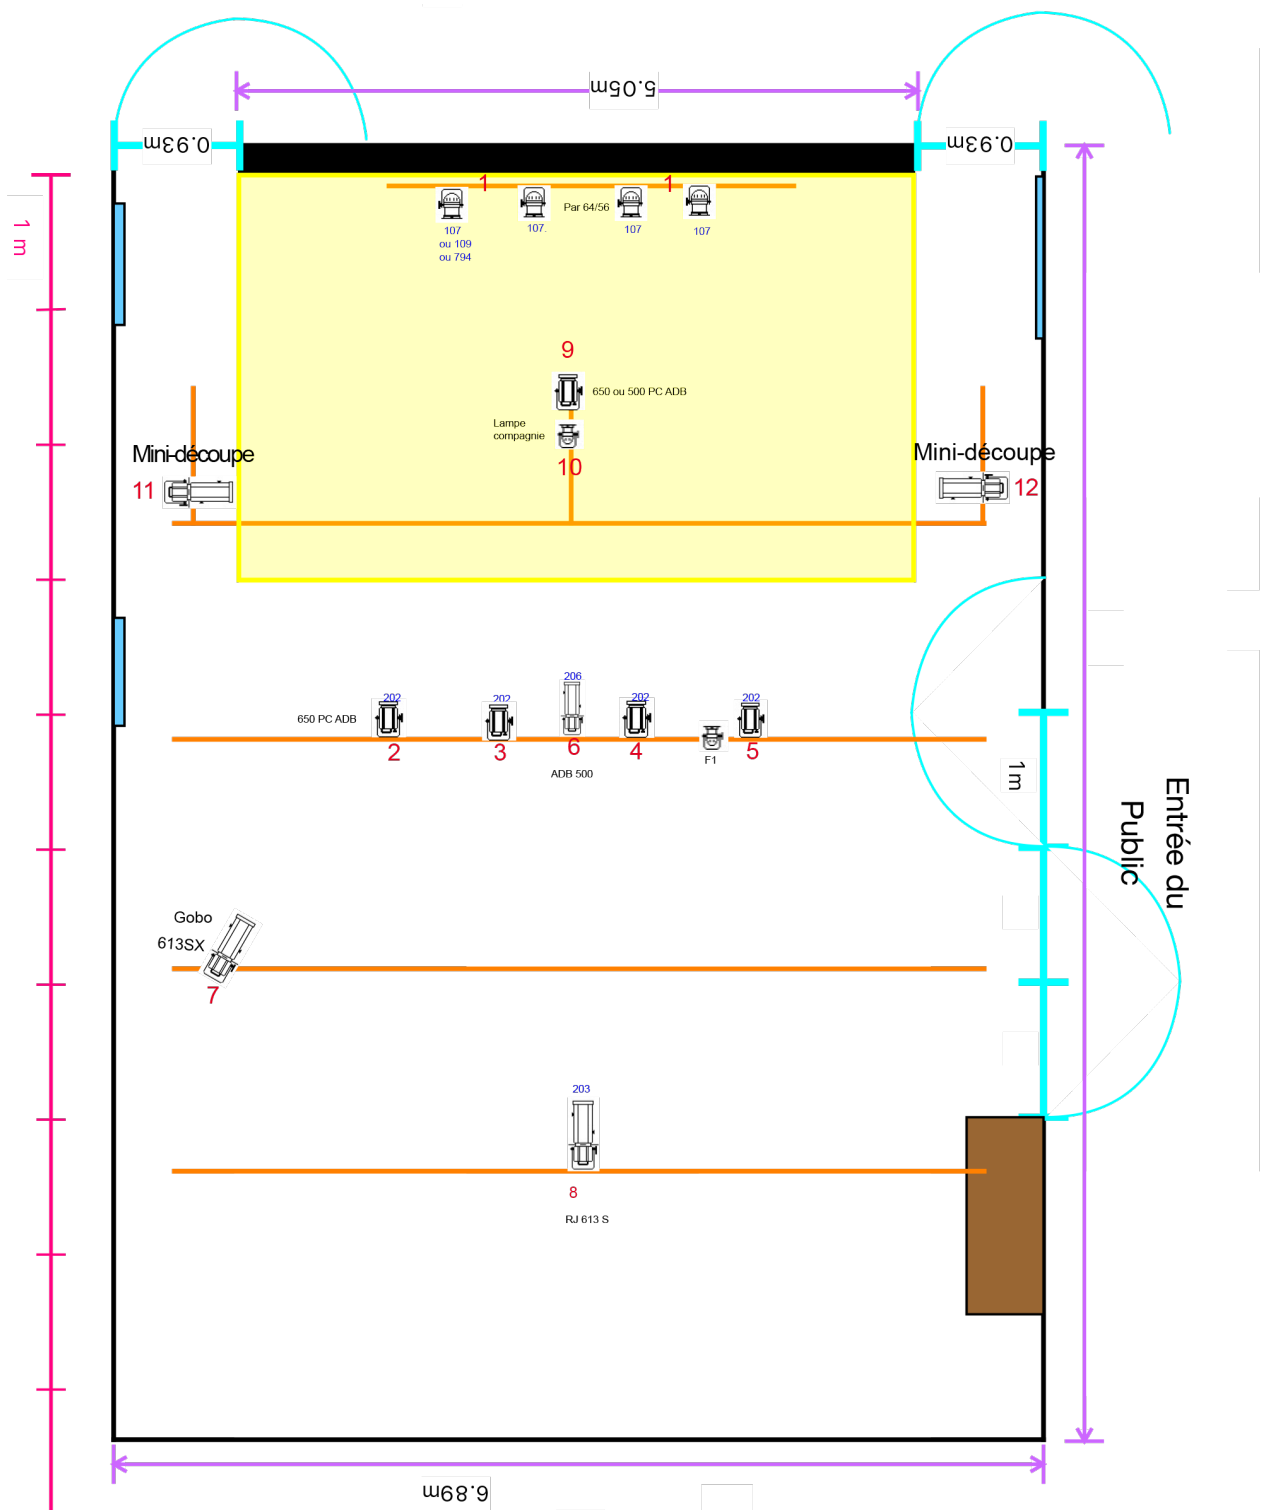 5.05m
0.93m
0.93m
1 m
1
1
Par 64/56
107
ou 109
ou 794
107.
107
107
9
650 ou 500 PC ADB
Lampe
compagnie
10
Mini-découpe
11
Mini-découpe
12
206
202
202
202
202
650 PC ADB
2
3
6
4
5
F1
ADB 500
1m
Entrée du
Public
Gobo
613SX
7
203
8
RJ 613 S
6.89m